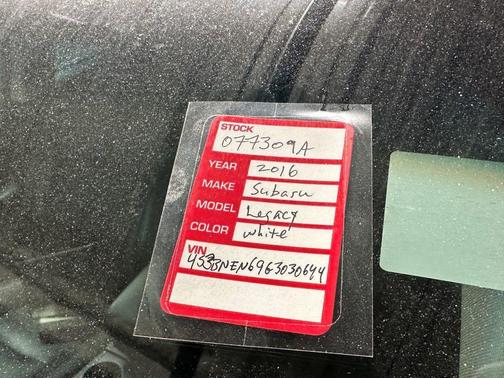 STOCK
077309A
YEAR 2016
MAKE Subaru
MODEL Legacy
COLOR white
VIN
4S3BNEN69G3030644